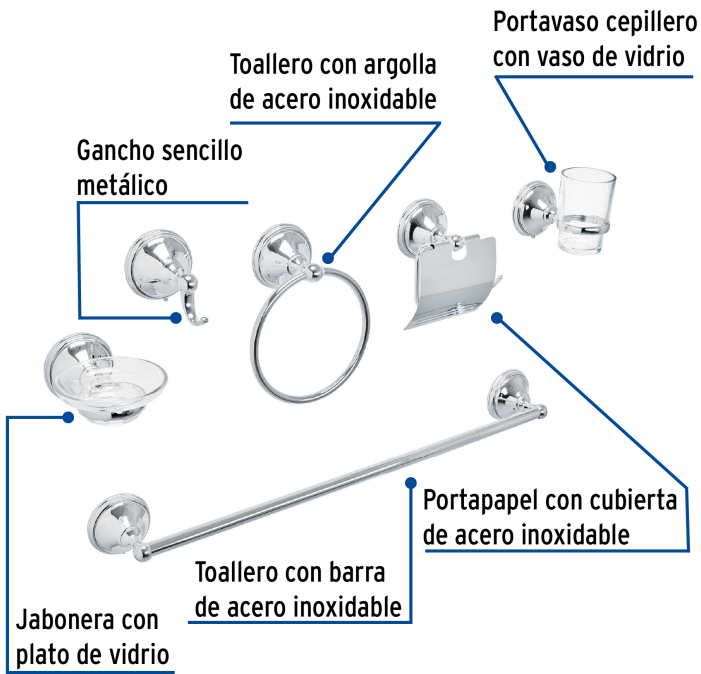 Portavaso cepillero
con vaso de vidrio
Toallero con argolla
de acero inoxidable
Gancho sencillo
metálico
Portapapel con cubierta
de acero inoxidable
Toallero con barra
de acero inoxidable
Jabonera con
plato de vidrio